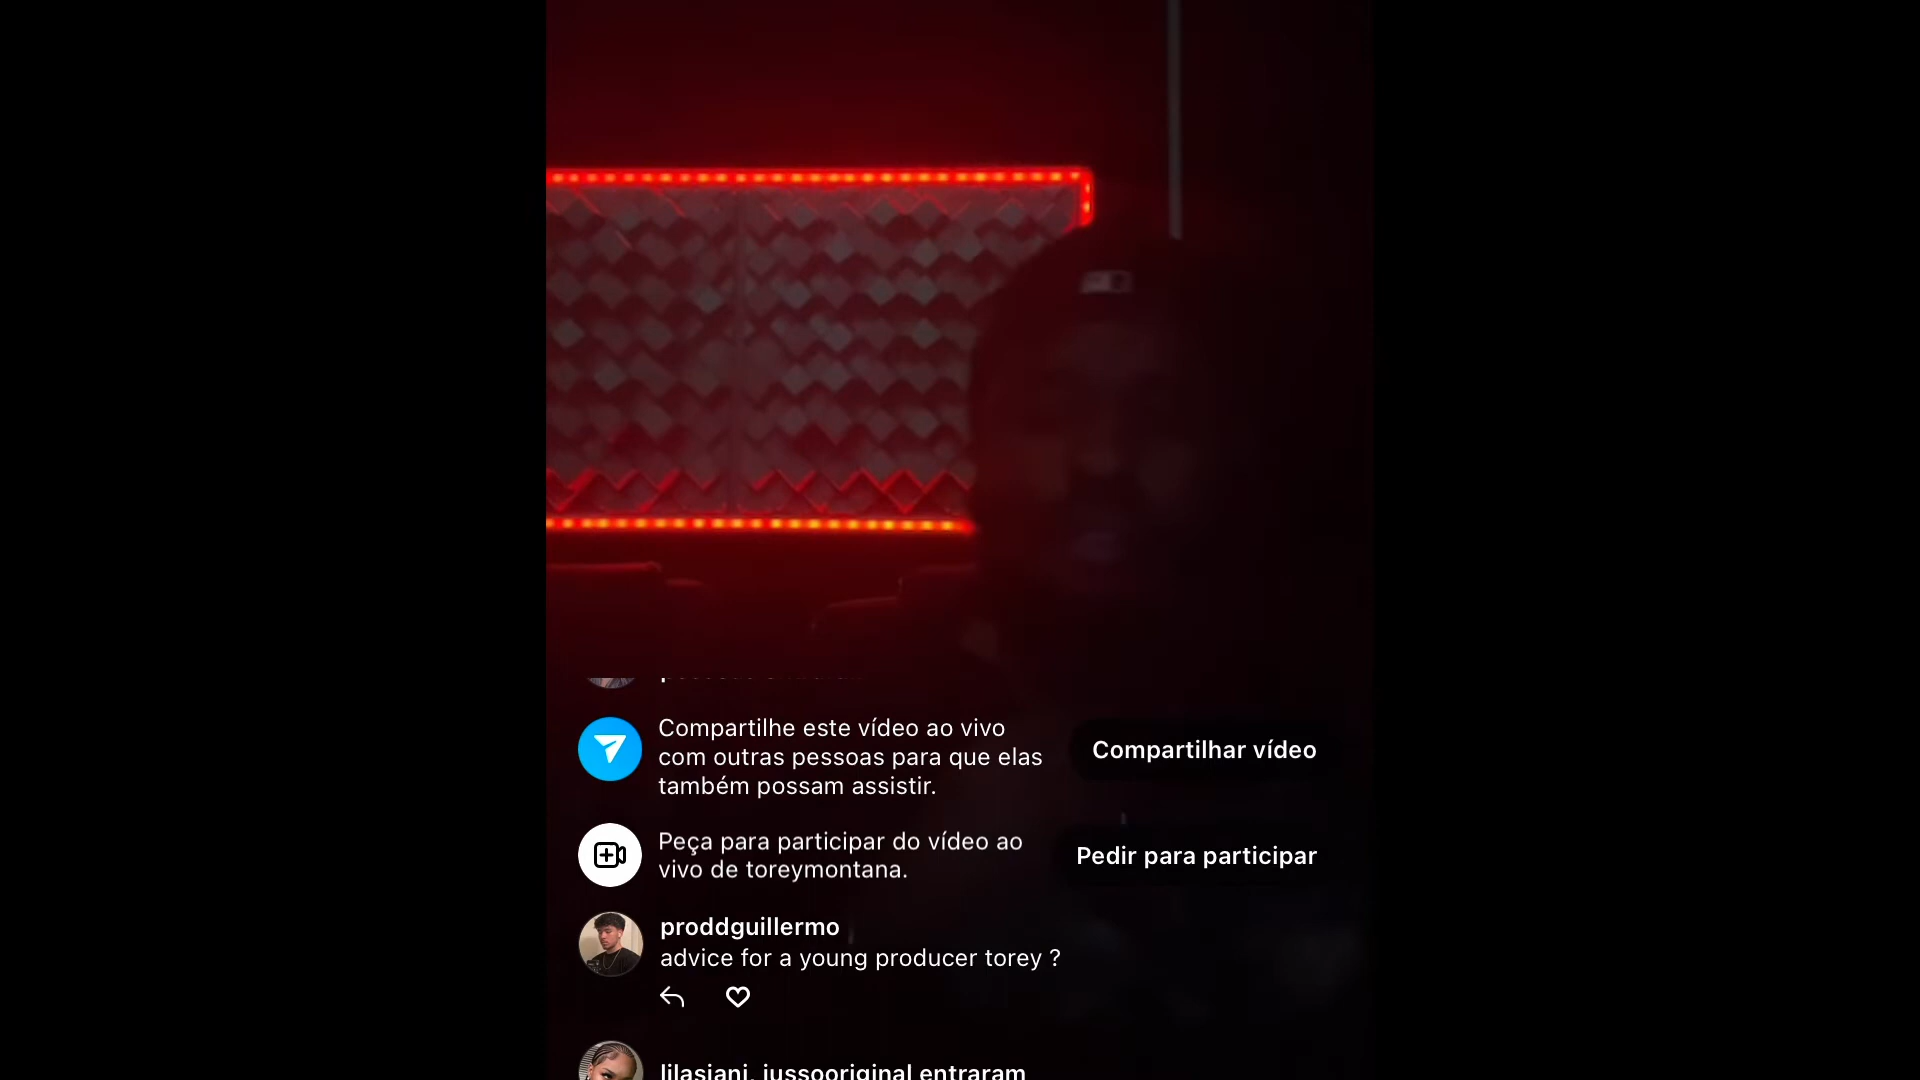 Compartilhe este vídeo ao vivo
com outras pessoas para que elas
também possam assistir.
Compartilhar vídeo
Peça para participar do vídeo ao
vivo de toreymontana.
Pedir para participar
proddguillermo
advice for a young producer torey ?
lilasiani, jussooriginal entraram